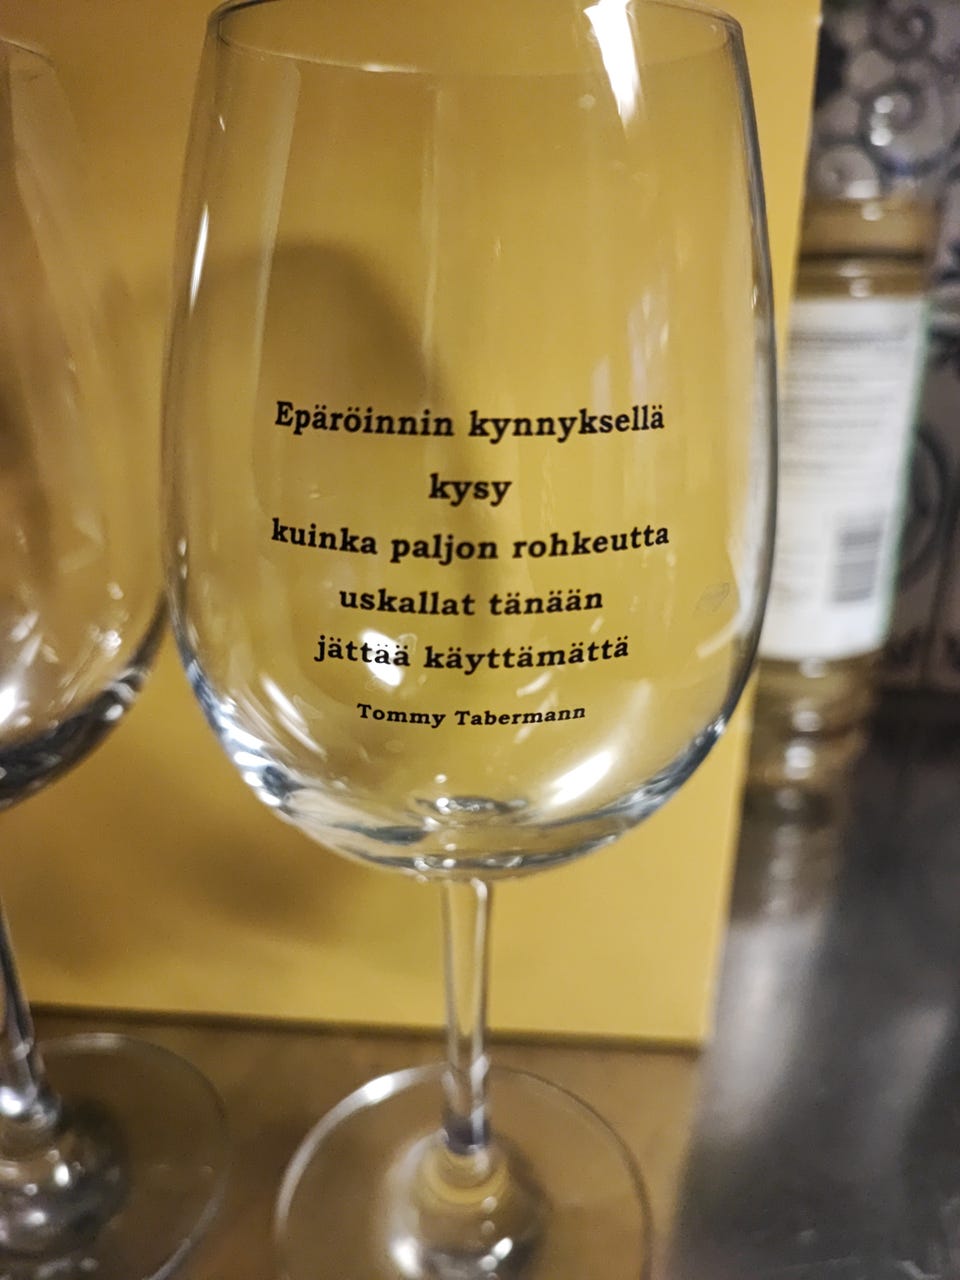 Epäröinnin kynnyksellä
kysy
kuinka paljon rohkeutta
uskallat tänään
jättää käyttämättä
Tommy Tabermann